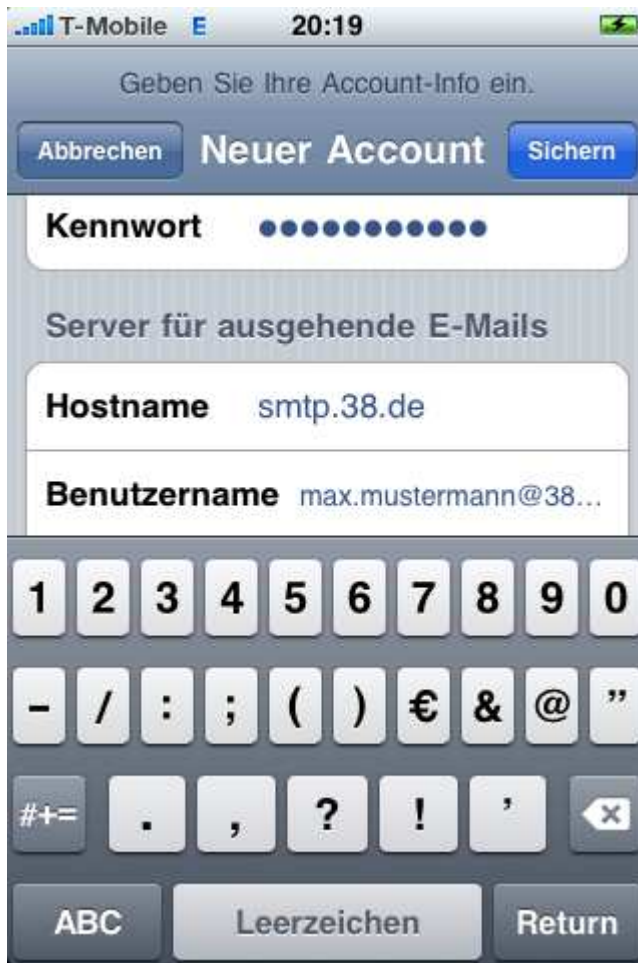 T-Mobile E 20:19
Geben Sie Ihre Account-Info ein.
Abbrechen Neuer Account Sichern
Kennwort ●●●●●●●●●●●
Server für ausgehende E-Mails
Hostname smtp.38.de
Benutzername max.mustermann@38...
1 2 3 4 5 6 7 8 9 0
- / : ; ( ) € & @ ”
#+= . , ? ! ’
ABC Leerzeichen Return